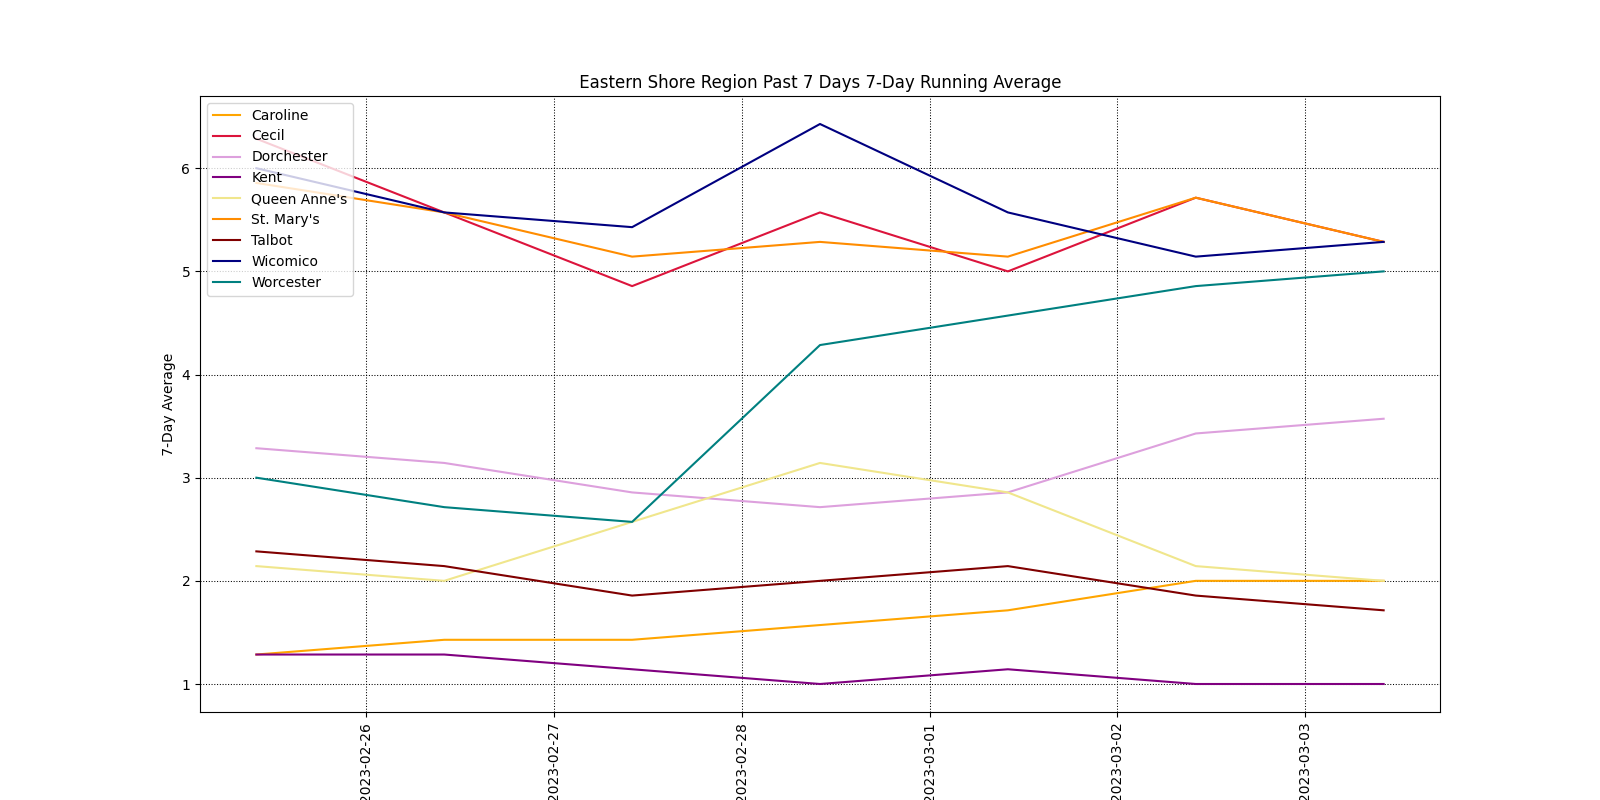 Eastern Shore Region Past 7 Days 7-Day Running Average
Caroline
Cecil
Dorchester
Kent
Queen Anne's
St. Mary's
Talbot
Wicomico
Worcester
7-Day Average
6
5
4
3
2
1
2023-02-26
2023-02-27
2023-02-28
2023-03-01
2023-03-02
2023-03-03